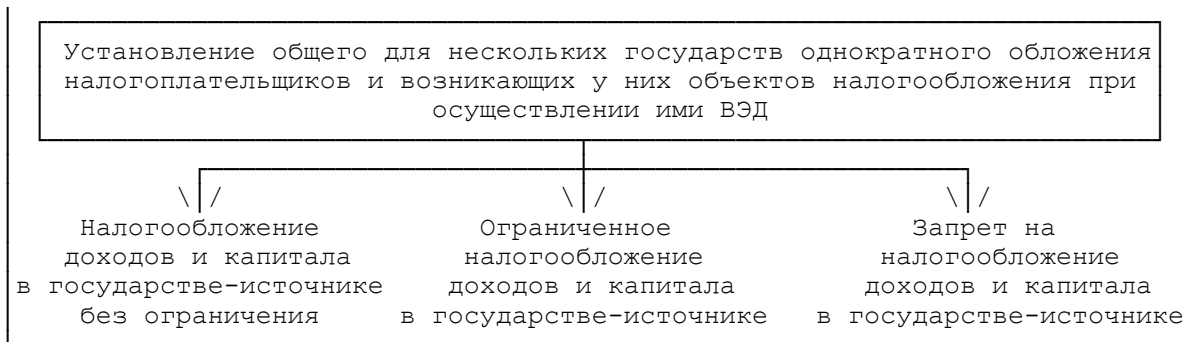 Установление общего для нескольких государств однократного обложения
налогоплательщиков и возникающих у них объектов налогообложения при
осуществлении ими ВЭД
Налогообложение
доходов и капитала
в государстве-источнике
без ограничения
Ограниченное
налогообложение
доходов и капитала
в государстве-источнике
Запрет на
налогообложение
доходов и капитала
в государстве-источнике